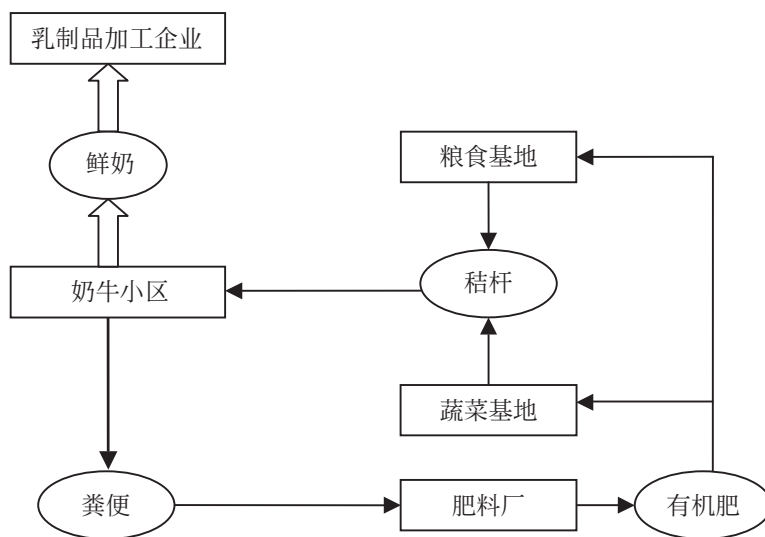 乳制品加工企业
鲜奶
粮食基地
奶牛小区
秸杆
蔬菜基地
粪便
肥料厂
有机肥